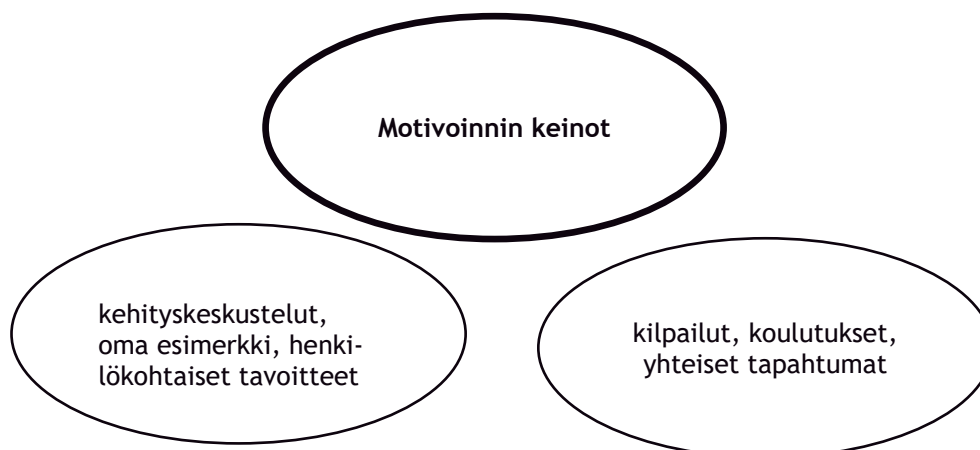 Motivoinnin keinot
kehityskeskustelut,
oma esimerkki, henki-
lökohtaiset tavoitteet
kilpailut, koulutukset,
yhteiset tapahtumat